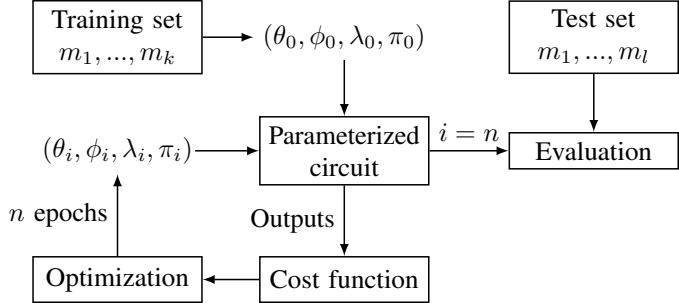 Training set
m_1, ..., m_k
(θ_0, ϕ_0, λ_0, π_0)
Test set
m_1, ..., m_l
(θ_i, ϕ_i, λ_i, π_i)
Parameterized
circuit
i = n
Evaluation
n epochs
Outputs
Optimization
Cost function